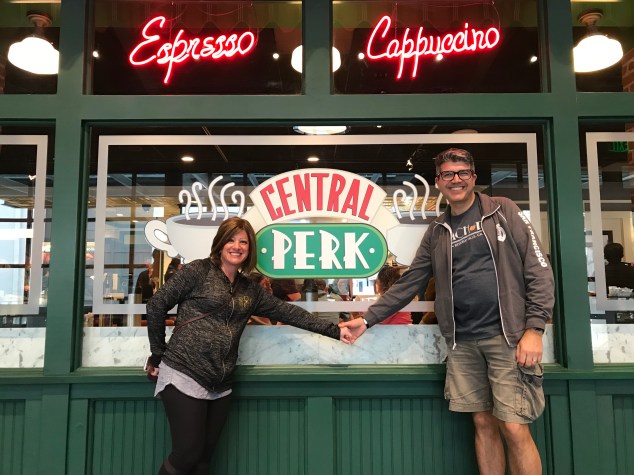 Espresso
Cappuccino
CENTRAL
PERK